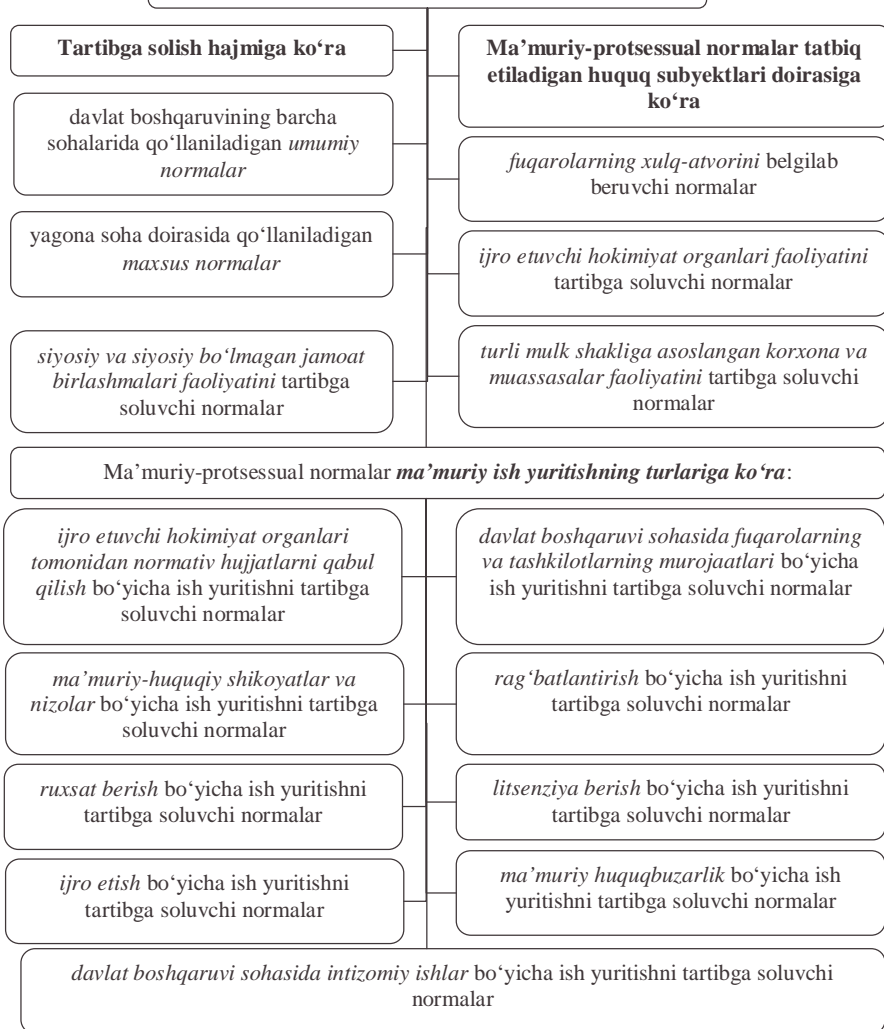 Tartibga solish hajmiga ko‘ra
Ma’muriy-protsessual normalar tatbiq
etiladigan huquq subyektlari doirasiga
ko‘ra
davlat boshqaruvining barcha
sohalarida qo‘llaniladigan umumiy
normalar
fuqarolarning xulq-atvorini belgilab
beruvchi normalar
yagona soha doirasida qo‘llaniladigan
maxsus normalar
ijro etuvchi hokimiyat organlari faoliyatini
tartibga soluvchi normalar
siyosiy va siyosiy bo‘lmagan jamoat
birlashmalari faoliyatini tartibga
soluvchi normalar
turli mulk shakliga asoslangan korxona va
muassasalar faoliyatini tartibga soluvchi
normalar
Ma’muriy-protsessual normalar ma’muriy ish yuritishning turlariga ko‘ra:
ijro etuvchi hokimiyat organlari
tomonidan normativ hujjatlarni qabul
qilish bo‘yicha ish yuritishni tartibga
soluvchi normalar
davlat boshqaruvi sohasida fuqarolarning
va tashkilotlarning murojaatlari bo‘yicha
ish yuritishni tartibga soluvchi normalar
ma’muriy-huquqiy shikoyatlar va
nizolar bo‘yicha ish yuritishni tartibga
soluvchi normalar
rag‘batlantirish bo‘yicha ish yuritishni
tartibga soluvchi normalar
ruxsat berish bo‘yicha ish yuritishni
tartibga soluvchi normalar
litsenziya berish bo‘yicha ish yuritishni
tartibga soluvchi normalar
ijro etish bo‘yicha ish yuritishni
tartibga soluvchi normalar
ma’muriy huquqbuzarlik bo‘yicha ish
yuritishni tartibga soluvchi normalar
davlat boshqaruvi sohasida intizomiy ishlar bo‘yicha ish yuritishni tartibga soluvchi
normalar